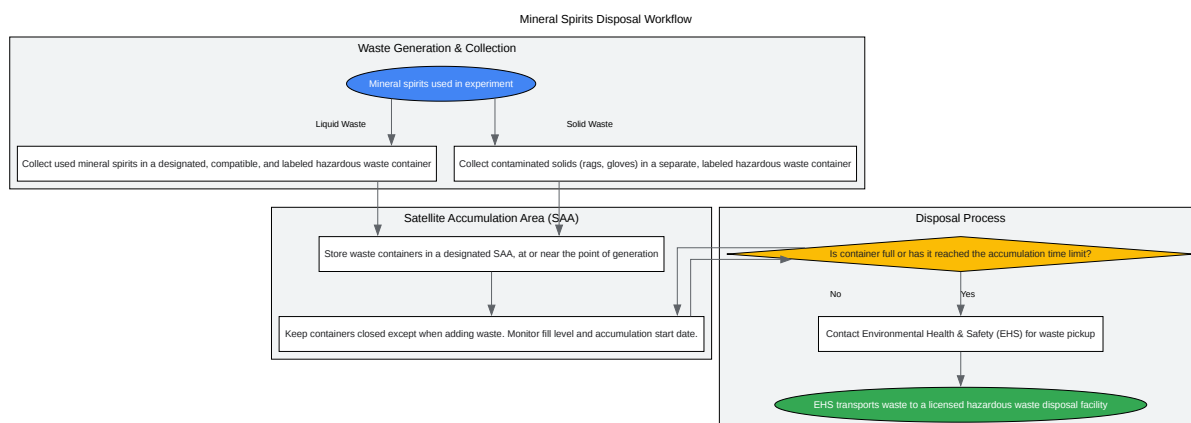 Mineral Spirits Disposal Workflow
Waste Generation & Collection
Mineral spirits used in experiment
Liquid Waste
Solid Waste
Collect used mineral spirits in a designated, compatible, and labeled hazardous waste container
Collect contaminated solids (rags, gloves) in a separate, labeled hazardous waste container
Satellite Accumulation Area (SAA)
Store waste containers in a designated SAA, at or near the point of generation
Keep containers closed except when adding waste. Monitor fill level and accumulation start date.
Disposal Process
Is container full or has it reached the accumulation time limit?
No
Yes
Contact Environmental Health & Safety (EHS) for waste pickup
EHS transports waste to a licensed hazardous waste disposal facility